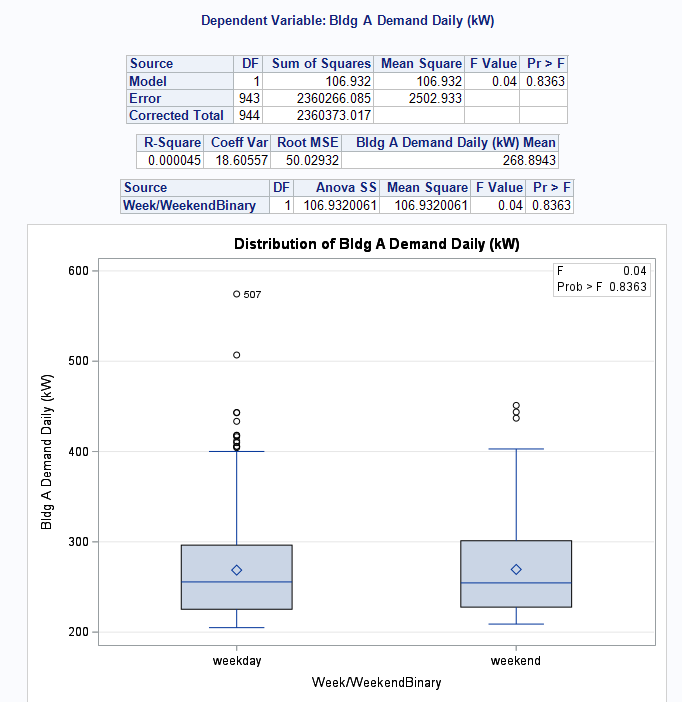 Dependent Variable: Bldg A Demand Daily (kW)
Source DF Sum of Squares Mean Square F Value Pr > F
Model 1 106.932 106.932 0.04 0.8363
Error 943 2360266.085 2502.933
Corrected Total 944 2360373.017
R-Square Coeff Var Root MSE Bldg A Demand Daily (kW) Mean
0.000045 18.60557 50.02932 268.8943
Source DF Anova SS Mean Square F Value Pr > F
Week/WeekendBinary 1 106.9320061 106.9320061 0.04 0.8363
Distribution of Bldg A Demand Daily (kW)
F 0.04
Prob > F 0.8363
600
507
500
400
300
200
Bldg A Demand Daily (kW)
weekday weekend
Week/WeekendBinary